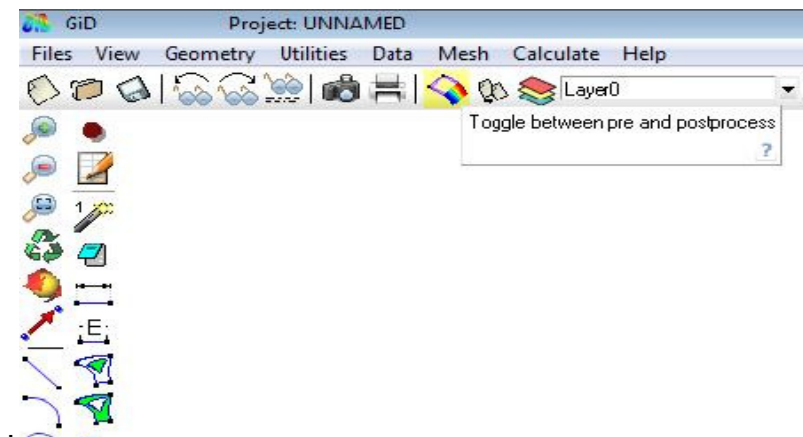 GiD Project: UNNAMED
Files View Geometry Utilities Data Mesh Calculate Help
Layer0
Toggle between pre and postprocess
?
1
E